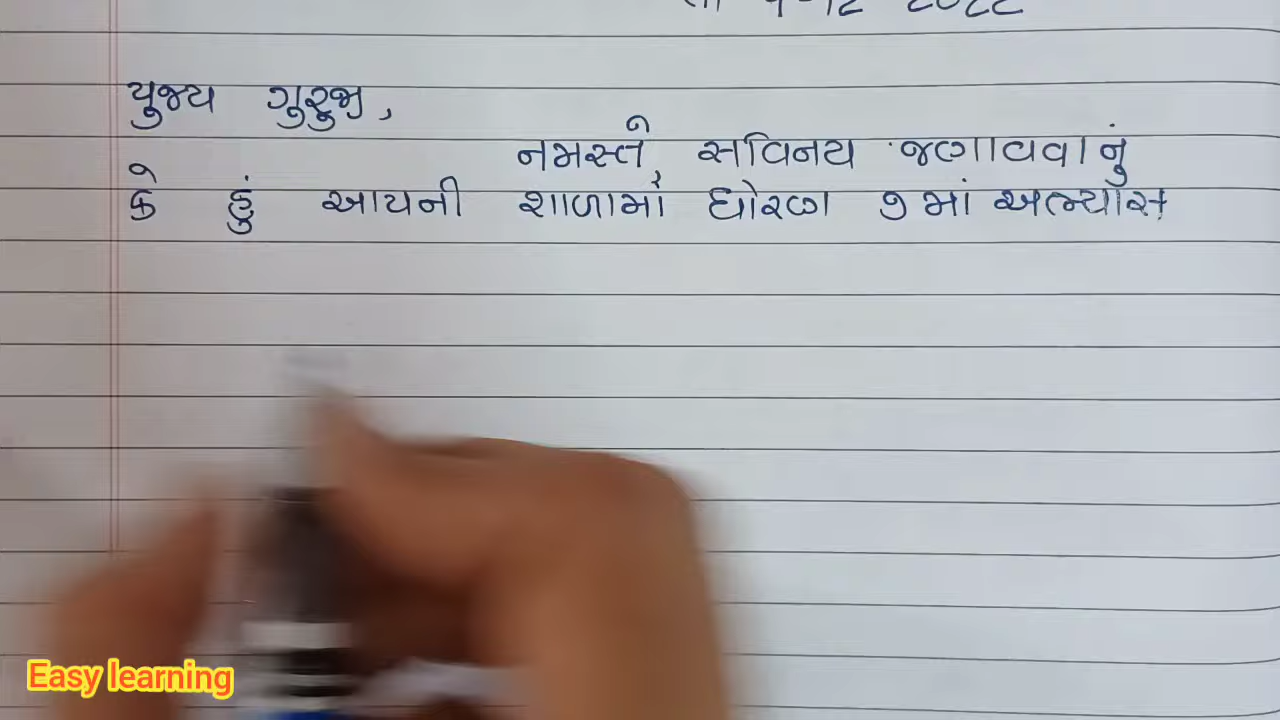 પુજ્ય ગુરુજી,
નમસ્તે, સવિનય જણાવવાનું
કે હું આપની શાળામાં ધોરણ ૭ માં અભ્યાસ
Easy learning